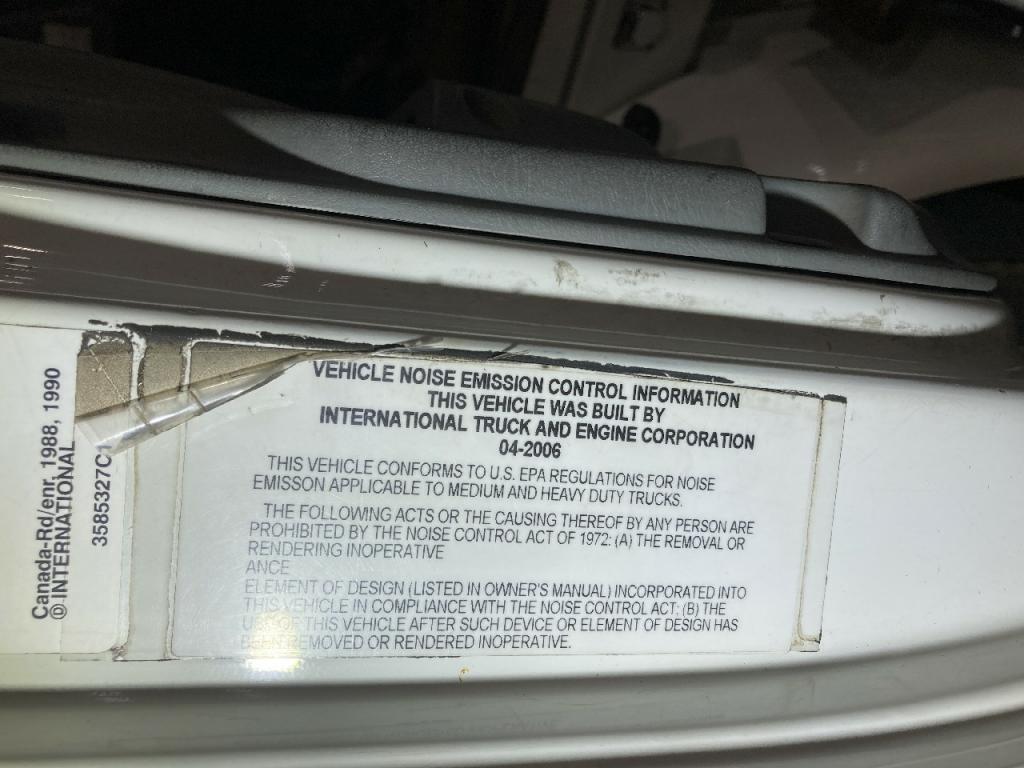 Canada-Rd/enr, 1988, 1990
© INTERNATIONAL
3585327C1
VEHICLE NOISE EMISSION CONTROL INFORMATION
THIS VEHICLE WAS BUILT BY
INTERNATIONAL TRUCK AND ENGINE CORPORATION
04-2006
THIS VEHICLE CONFORMS TO U.S. EPA REGULATIONS FOR NOISE
EMISSON APPLICABLE TO MEDIUM AND HEAVY DUTY TRUCKS.
THE FOLLOWING ACTS OR THE CAUSING THEREOF BY ANY PERSON ARE
PROHIBITED BY THE NOISE CONTROL ACT OF 1972: (A) THE REMOVAL OR
RENDERING INOPERATIVE
ANCE
ELEMENT OF DESIGN (LISTED IN OWNER'S MANUAL) INCORPORATED INTO
THIS VEHICLE IN COMPLIANCE WITH THE NOISE CONTROL ACT: (B) THE
USE OF THIS VEHICLE AFTER SUCH DEVICE OR ELEMENT OF DESIGN HAS
BEEN REMOVED OR RENDERED INOPERATIVE.